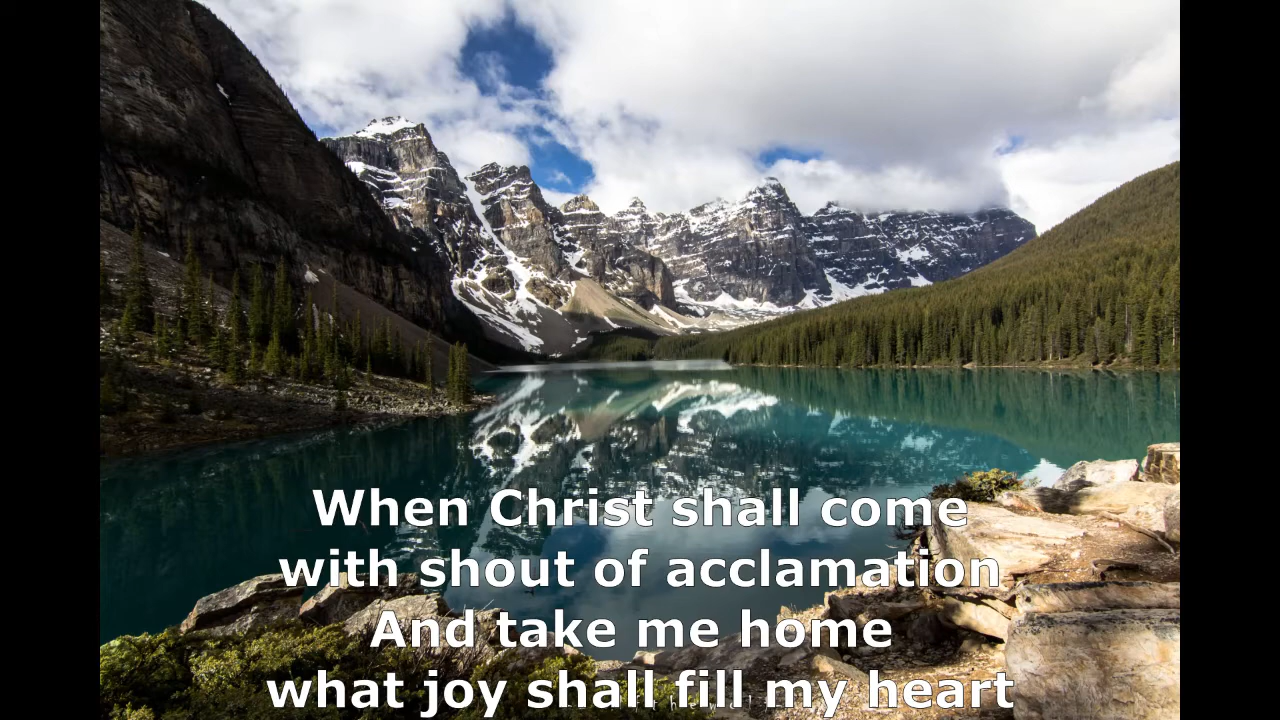 When Christ shall come
with shout of acclamation
And take me home
what joy shall fill my heart